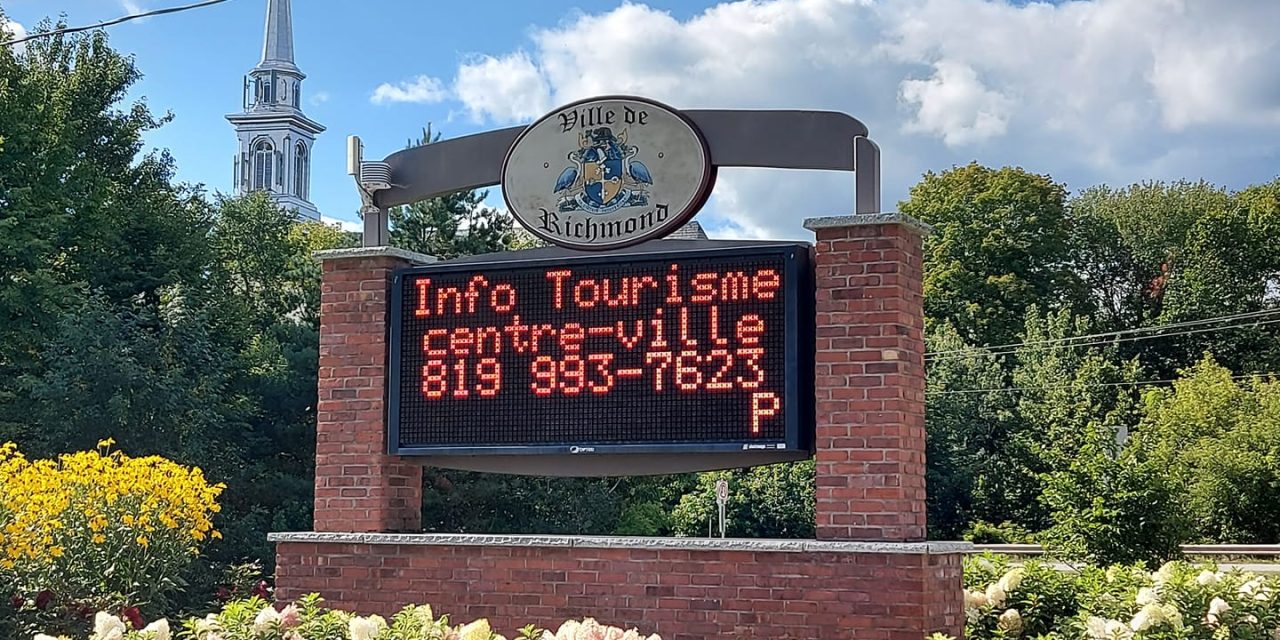 Ville de
Richmond
Info Tourisme
centre-ville
819 993-7623
P